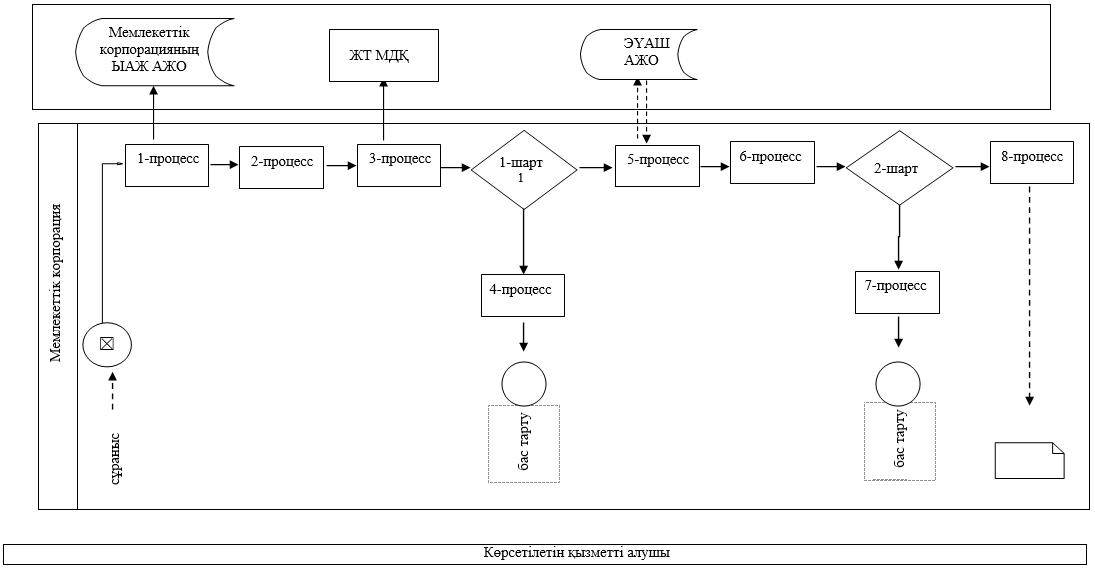 Мемлекеттік
корпорацияның
ЫАЖ АЖО
ЖТ МДҚ
ЭҮАШ
АЖО
Мемлекеттік корпорация
1-процесс
2-процесс
3-процесс
1-шарт
1
5-процесс
6-процесс
2-шарт
8-процесс
4-процесс
7-процесс
сұраныс
бас тарту
бас тарту
Көрсетілетін қызметті алушы